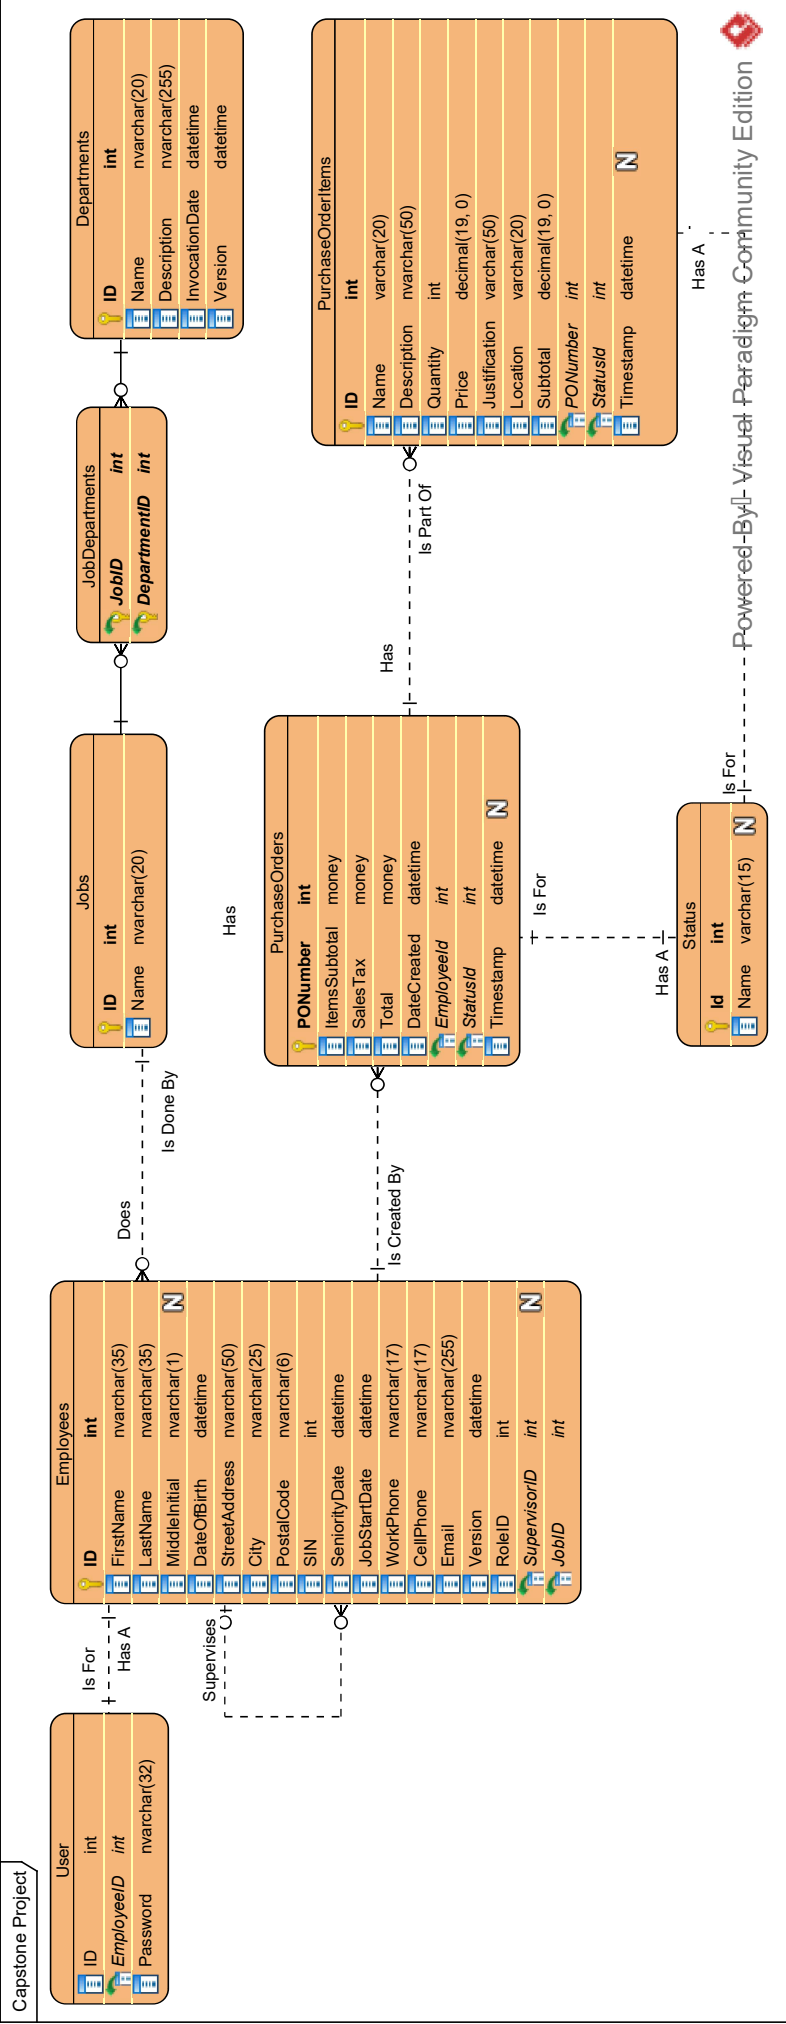 Capstone Project
User
ID int
EmployeeID int
Password nvarchar(32)
Is For
Has A
Supervises
Employees
ID int
FirstName nvarchar(35)
LastName nvarchar(35)
MiddleInitial nvarchar(1) N
DateOfBirth datetime
StreetAddress nvarchar(50)
City nvarchar(25)
PostalCode nvarchar(6)
SIN int
SeniorityDate datetime
JobStartDate datetime
WorkPhone nvarchar(17)
CellPhone nvarchar(17)
Email nvarchar(255)
Version datetime
RoleID int
SupervisorID int N
JobID int
Does
Is Done By
Is Created By
Has
Jobs
ID int
Name nvarchar(20)
PurchaseOrders
PONumber int
ItemsSubtotal money
SalesTax money
Total money
DateCreated datetime
EmployeeId int
StatusId int
Timestamp datetime N
Is For
Has A
Status
Id int
Name varchar(15) N
Is For
Has
Is Part Of
JobDepartments
JobID int
DepartmentID int
Departments
ID int
Name nvarchar(20)
Description nvarchar(255)
InvocationDate datetime
Version datetime
PurchaseOrderItems
ID int
Name varchar(20)
Description nvarchar(50)
Quantity int
Price decimal(19, 0)
Justification varchar(50)
Location varchar(20)
Subtotal decimal(19, 0)
PONumber int
StatusId int
Timestamp datetime N
Has A
Powered By Visual Paradigm Community Edition